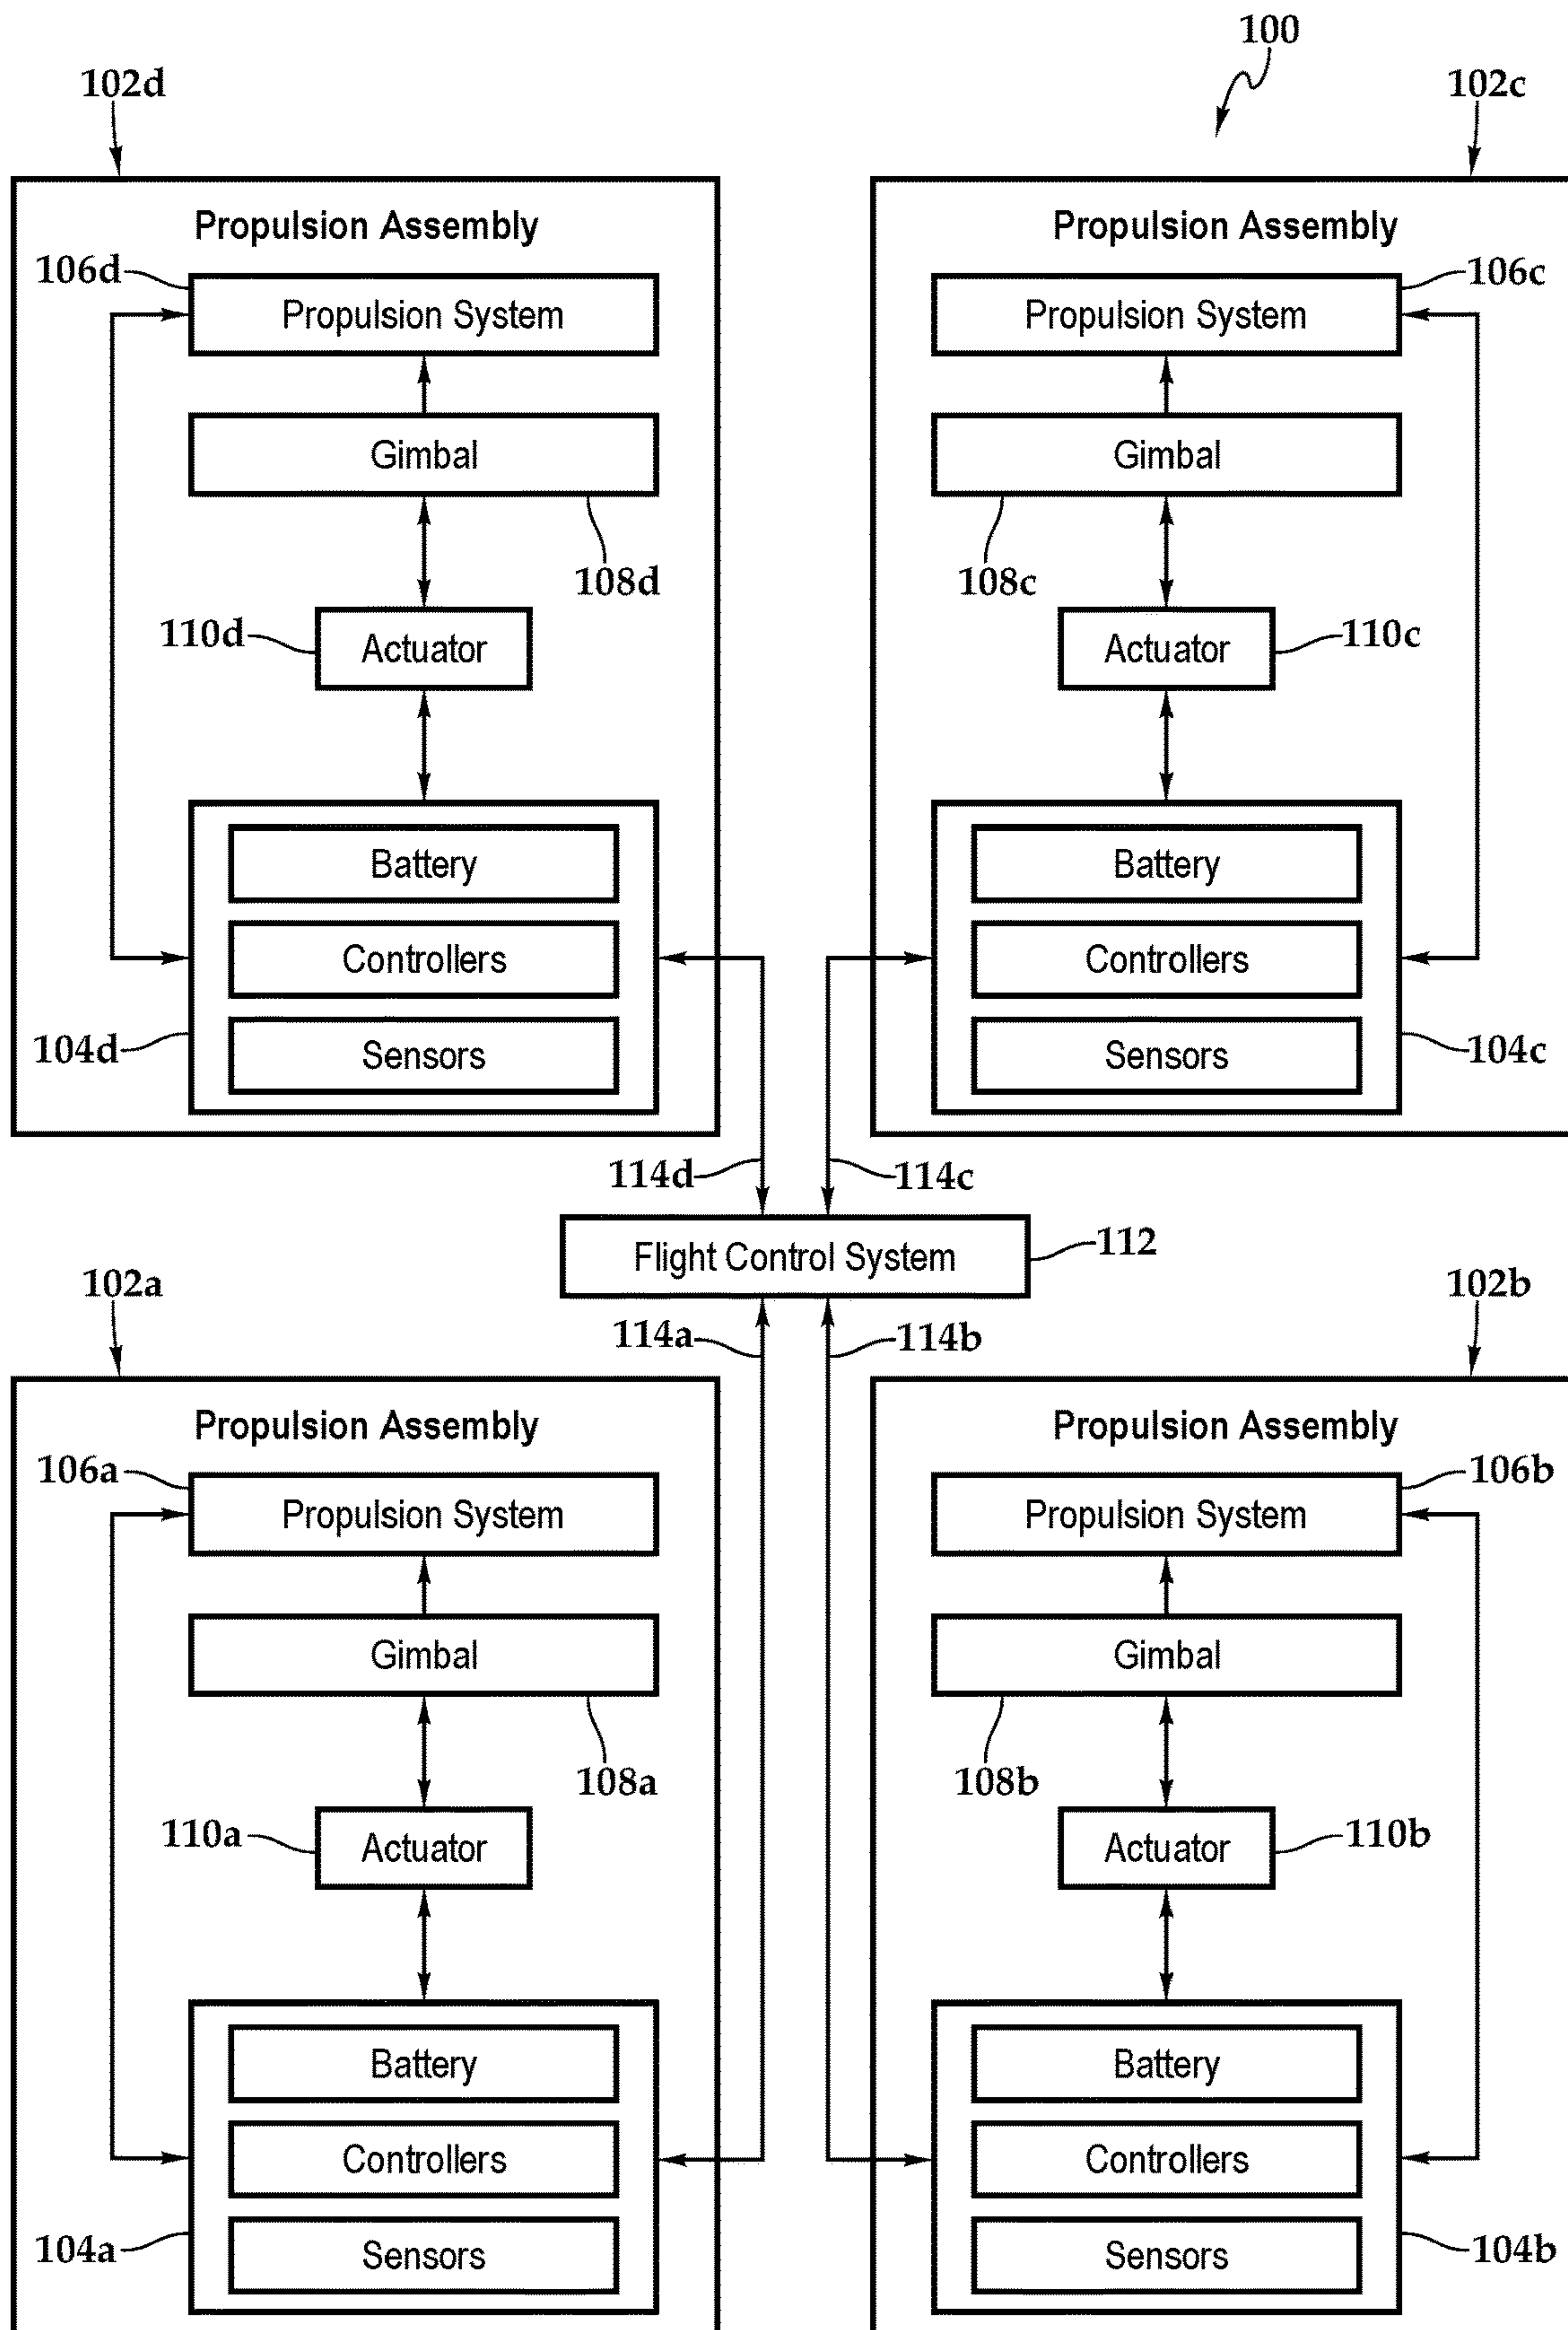 100
102d
102c
Propulsion Assembly
Propulsion Assembly
106d
Propulsion System
Propulsion System
106c
Gimbal
Gimbal
108d
108c
110d
Actuator
Actuator
110c
Battery
Battery
Controllers
Controllers
104d
Sensors
Sensors
104c
114d
114c
Flight Control System
112
102a
102b
114a
114b
Propulsion Assembly
Propulsion Assembly
106a
Propulsion System
Propulsion System
106b
Gimbal
Gimbal
108a
108b
110a
Actuator
Actuator
110b
Battery
Battery
Controllers
Controllers
104a
Sensors
Sensors
104b